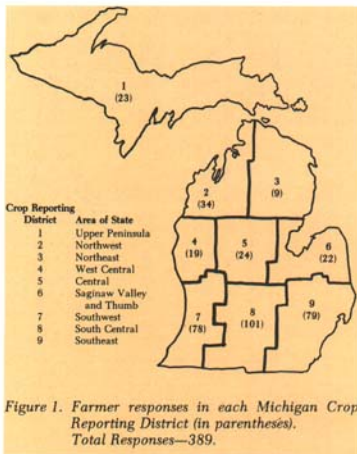 1
(23)
2
(34)
3
(9)
4
(19)
5
(24)
6
(22)
7
(78)
8
(101)
9
(79)
Crop Reporting
District Area of State
1 Upper Peninsula
2 Northwest
3 Northeast
4 West Central
5 Central
6 Saginaw Valley
and Thumb
7 Southwest
8 South Central
9 Southeast
Figure 1. Farmer responses in each Michigan Crop
Reporting District (in parentheses).
Total Responses—389.